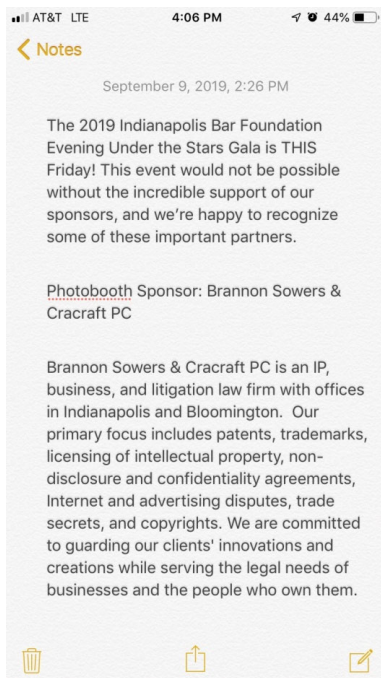 AT&T LTE 4:06 PM 44%
Notes
September 9, 2019, 2:26 PM
The 2019 Indianapolis Bar Foundation
Evening Under the Stars Gala is THIS
Friday! This event would not be possible
without the incredible support of our
sponsors, and we’re happy to recognize
some of these important partners.
Photobooth Sponsor: Brannon Sowers &
Cracraft PC
Brannon Sowers & Cracraft PC is an IP,
business, and litigation law firm with offices
in Indianapolis and Bloomington.  Our
primary focus includes patents, trademarks,
licensing of intellectual property, non-
disclosure and confidentiality agreements,
Internet and advertising disputes, trade
secrets, and copyrights. We are committed
to guarding our clients' innovations and
creations while serving the legal needs of
businesses and the people who own them.